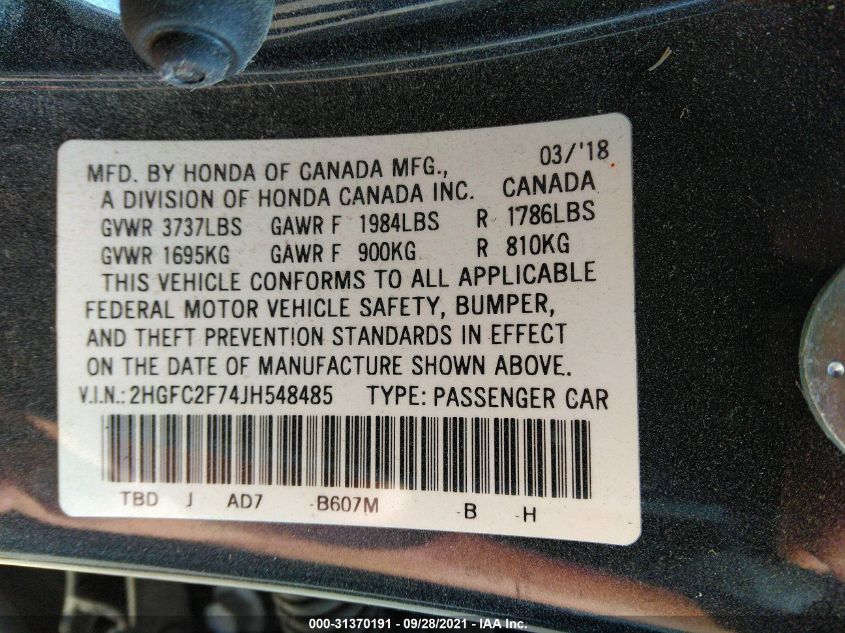 MFD. BY HONDA OF CANADA MFG., 03/'18
A DIVISION OF HONDA CANADA INC. CANADA
GVWR 3737LBS GAWR F 1984LBS R 1786LBS
GVWR 1695KG GAWR F 900KG R 810KG
THIS VEHICLE CONFORMS TO ALL APPLICABLE
FEDERAL MOTOR VEHICLE SAFETY, BUMPER,
AND THEFT PREVENTION STANDARDS IN EFFECT
ON THE DATE OF MANUFACTURE SHOWN ABOVE.
V.I.N.: 2HGFC2F74JH548485 TYPE: PASSENGER CAR
TBD J AD7 -B607M -B -H
000-31370191 - 09/28/2021 - IAA Inc.